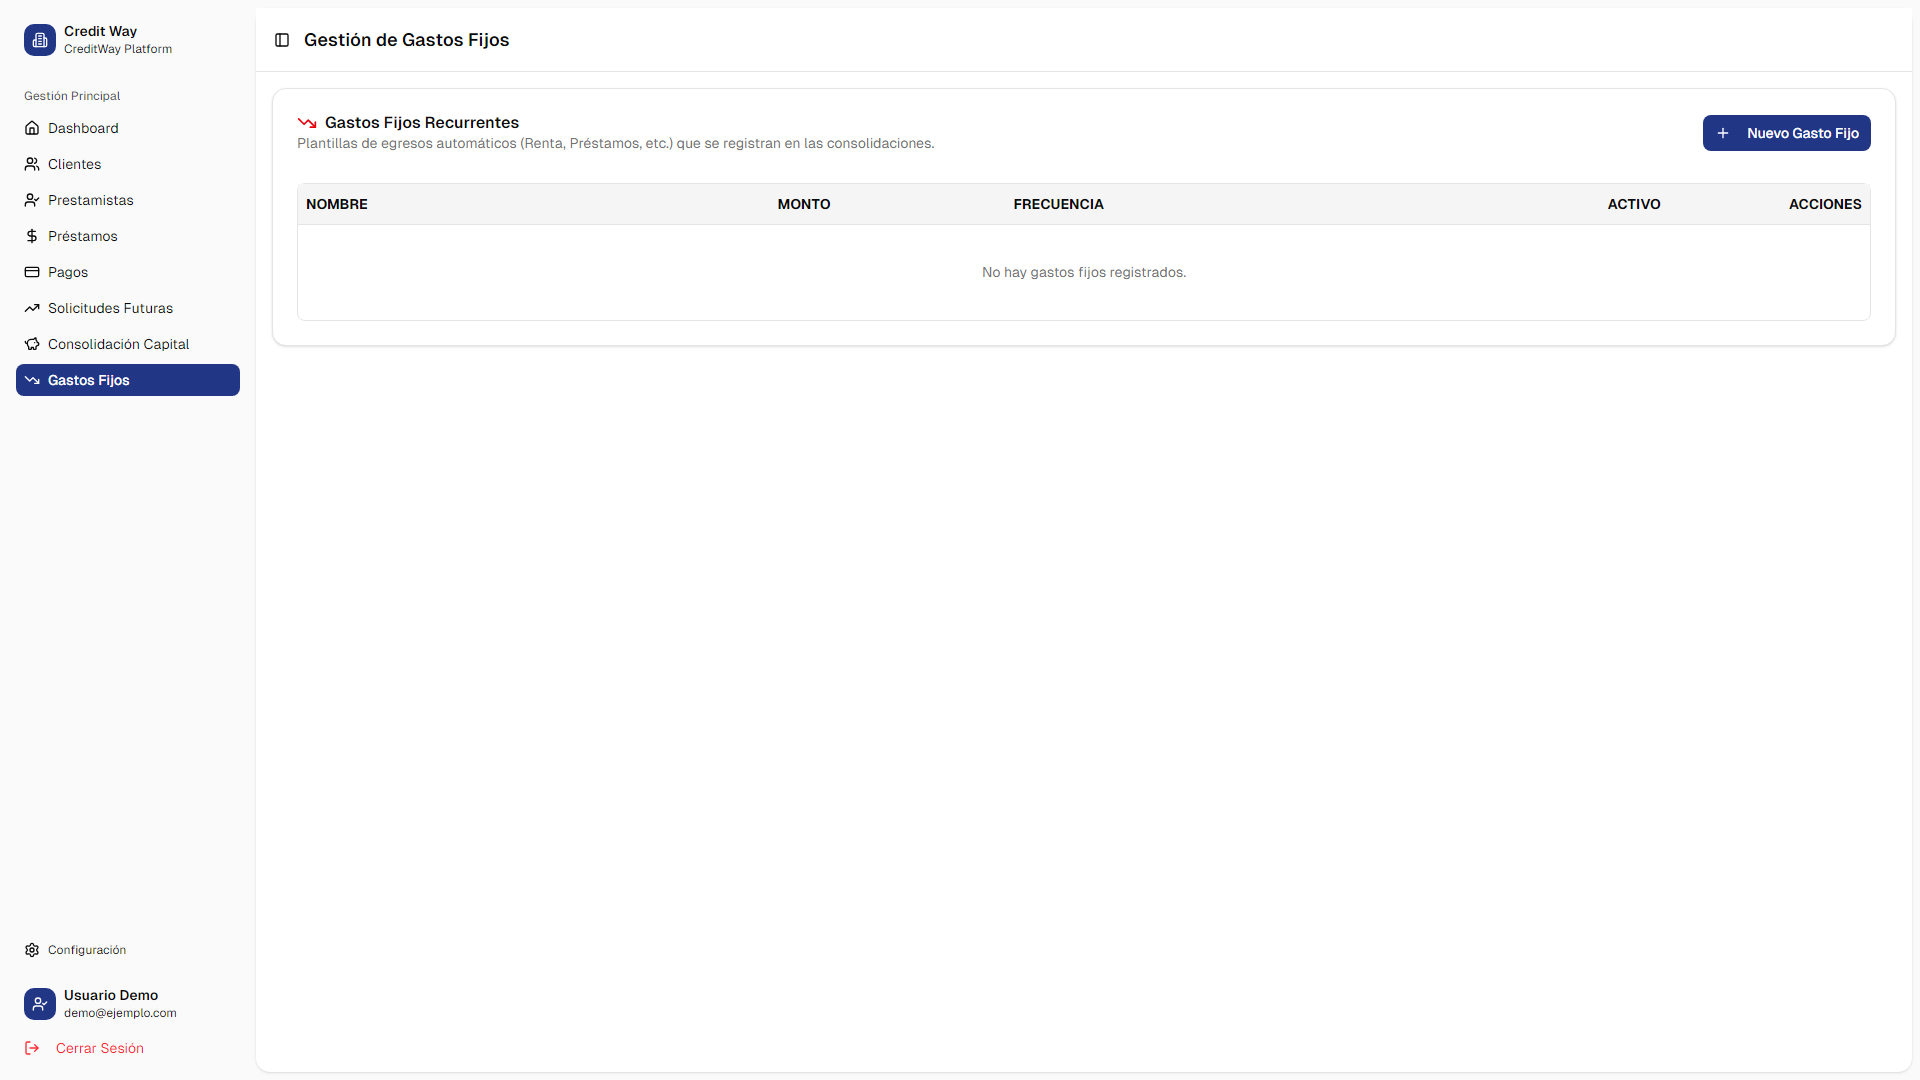 Credit Way
CreditWay Platform
Gestión Principal
Dashboard
Clientes
Prestamistas
Préstamos
Pagos
Solicitudes Futuras
Consolidación Capital
Gastos Fijos
Configuración
Usuario Demo
demo@ejemplo.com
Cerrar Sesión
Gestión de Gastos Fijos
Gastos Fijos Recurrentes
Plantillas de egresos automáticos (Renta, Préstamos, etc.) que se registran en las consolidaciones.
Nuevo Gasto Fijo
NOMBRE MONTO FRECUENCIA ACTIVO ACCIONES
No hay gastos fijos registrados.